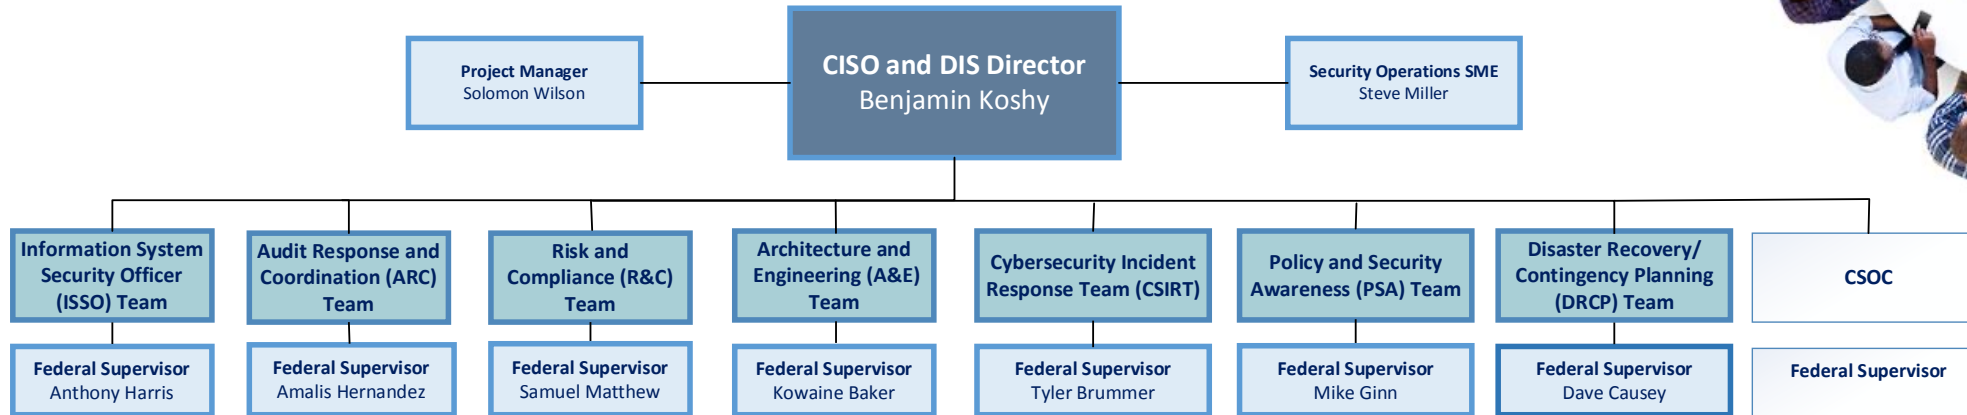 CISO and DIS Director
Benjamin Koshy
Project Manager
Solomon Wilson
Security Operations SME
Steve Miller
Information System
Security Officer
(ISSO) Team
Audit Response and
Coordination (ARC)
Team
Risk and
Compliance (R&C)
Team
Architecture and
Engineering (A&E)
Team
Cybersecurity Incident
Response Team (CSIRT)
Policy and Security
Awareness (PSA) Team
Disaster Recovery/
Contingency Planning
(DRCP) Team
CSOC
Federal Supervisor
Anthony Harris
Federal Supervisor
Amalis Hernandez
Federal Supervisor
Samuel Matthew
Federal Supervisor
Kowaine Baker
Federal Supervisor
Tyler Brummer
Federal Supervisor
Mike Ginn
Federal Supervisor
Dave Causey
Federal Supervisor